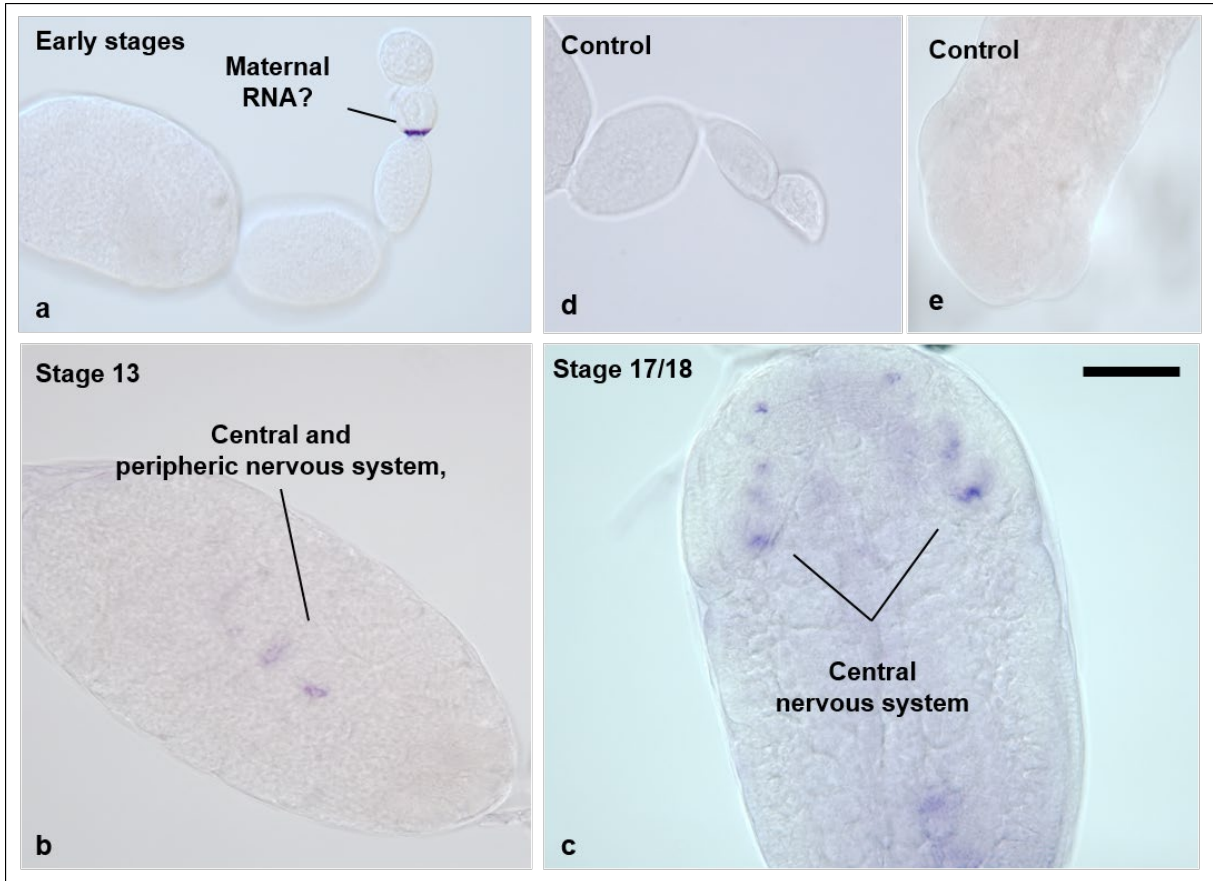 Early stages
Maternal
RNA?
a
Control
d
Control
e
Stage 13
Central and
peripheric nervous system,
b
Stage 17/18
Central
nervous system
c